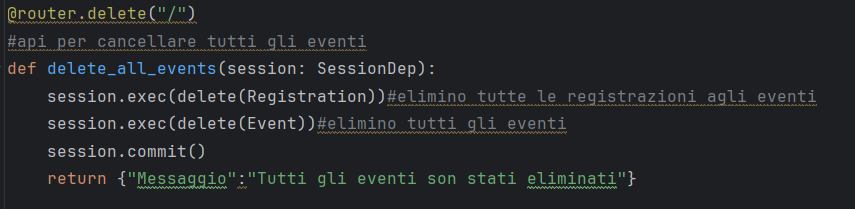 @router.delete("/")
#api per cancellare tutti gli eventi
def delete_all_events(session: SessionDep):
    session.exec(delete(Registration))#elimino tutte le registrazioni agli eventi
    session.exec(delete(Event))#elimino tutti gli eventi
    session.commit()
    return {"Messaggio":"Tutti gli eventi son stati eliminati"}